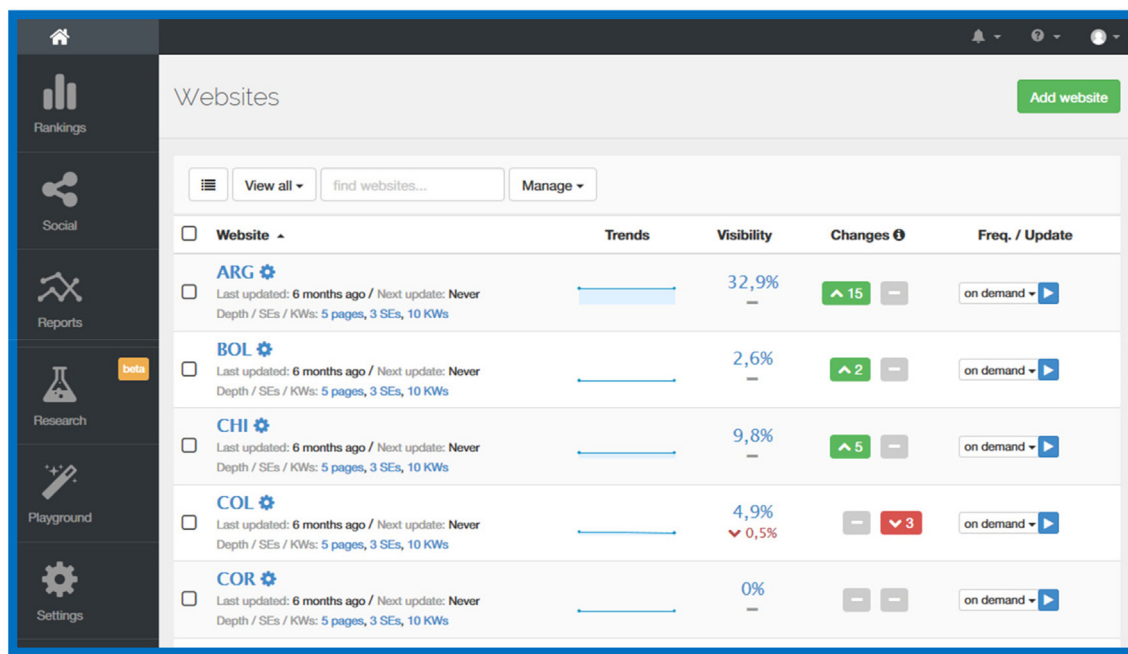 Rankings
Social
Reports
beta
Research
Playground
Settings
Websites
Add website
View all
find websites...
Manage
Website Trends Visibility Changes Freq. / Update
ARG
Last updated: 6 months ago / Next update: Never
Depth / SEs / KWs: 5 pages, 3 SEs, 10 KWs
32,9%
15
on demand
BOL
Last updated: 6 months ago / Next update: Never
Depth / SEs / KWs: 5 pages, 3 SEs, 10 KWs
2,6%
2
on demand
CHI
Last updated: 6 months ago / Next update: Never
Depth / SEs / KWs: 5 pages, 3 SEs, 10 KWs
9,8%
5
on demand
COL
Last updated: 6 months ago / Next update: Never
Depth / SEs / KWs: 5 pages, 3 SEs, 10 KWs
4,9%
0,5%
3
on demand
COR
Last updated: 6 months ago / Next update: Never
Depth / SEs / KWs: 5 pages, 3 SEs, 10 KWs
0%
on demand